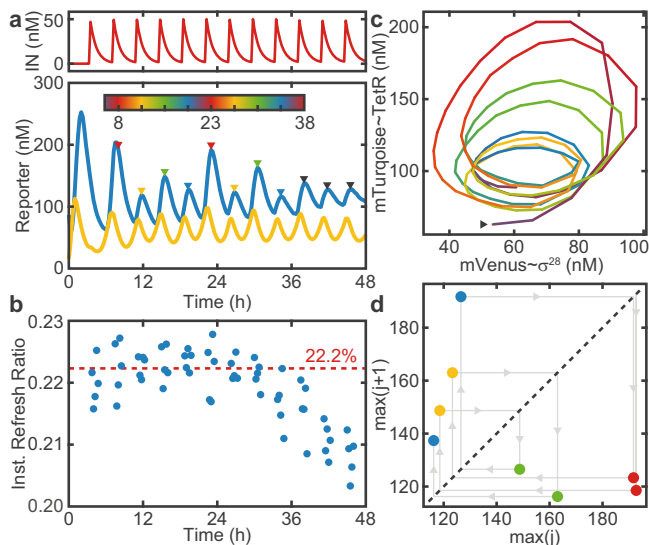 a
IN (nM)
50
0
Reporter
(nM)
300
200
100
0
8 23 38
0 12 24 36 48
Time (h)
b
Inst. Refresh Ratio
0.23
0.22
0.21
0.20
22.2%
0 12 24 36 48
Time (h)
c
mTurqoise~TetR (nM)
200
150
100
40 60 80 100
mVenus~σ²⁸ (nM)
d
max(j+1)
180
160
140
120
120 140 160 180
max(j)